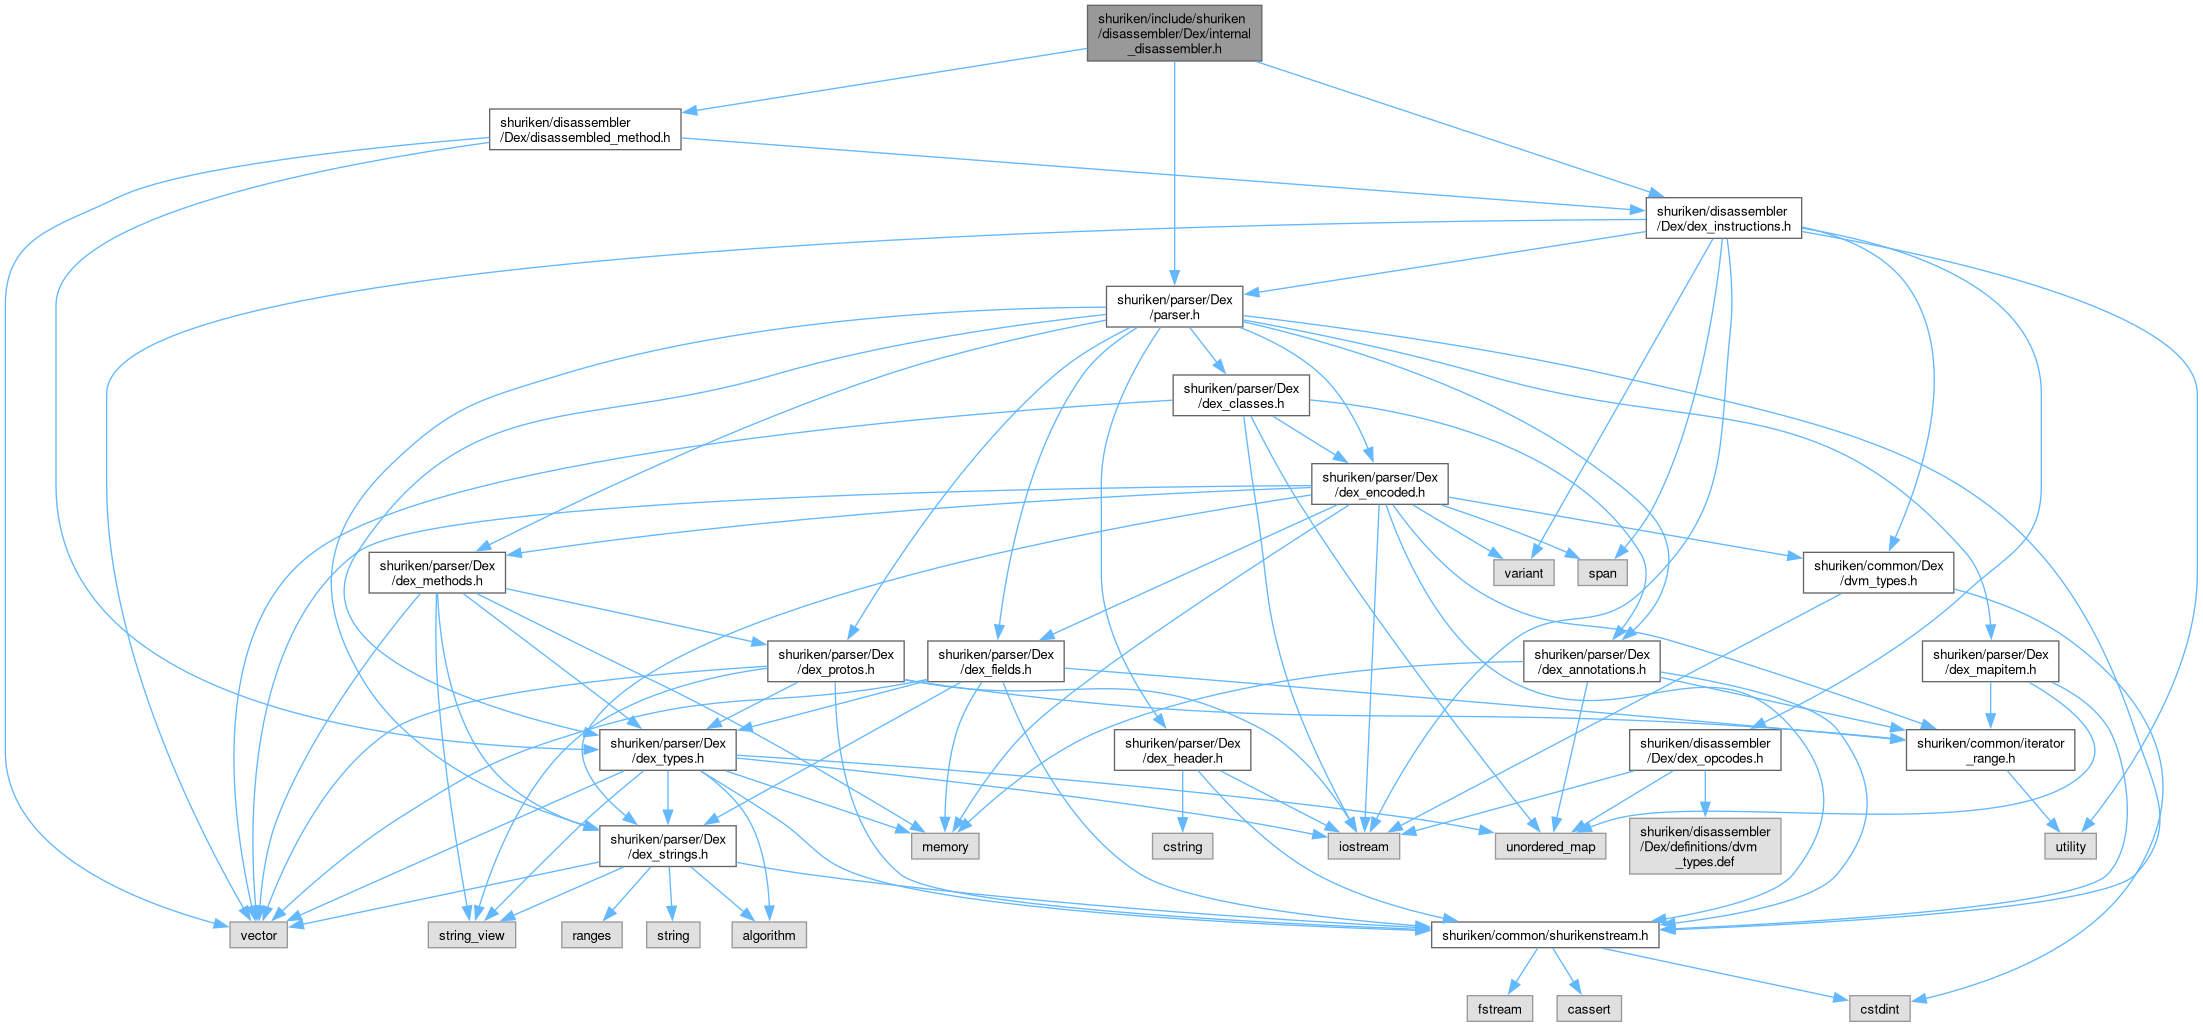 shuriken/include/shuriken
/disassembler/Dex/internal
_disassembler.h
shuriken/disassembler
/Dex/disassembled_method.h
shuriken/disassembler
/Dex/dex_instructions.h
shuriken/parser/Dex
/parser.h
shuriken/parser/Dex
/dex_classes.h
shuriken/parser/Dex
/dex_encoded.h
shuriken/parser/Dex
/dex_methods.h
variant
span
shuriken/common/Dex
/dvm_types.h
shuriken/parser/Dex
/dex_protos.h
shuriken/parser/Dex
/dex_fields.h
shuriken/parser/Dex
/dex_annotations.h
shuriken/parser/Dex
/dex_mapitem.h
shuriken/parser/Dex
/dex_types.h
shuriken/parser/Dex
/dex_header.h
shuriken/disassembler
/Dex/dex_opcodes.h
shuriken/common/iterator
_range.h
shuriken/parser/Dex
/dex_strings.h
memory
cstring
iostream
unordered_map
shuriken/disassembler
/Dex/definitions/dvm
_types.def
utility
vector
string_view
ranges
string
algorithm
shuriken/common/shurikenstream.h
fstream
cassert
cstdint